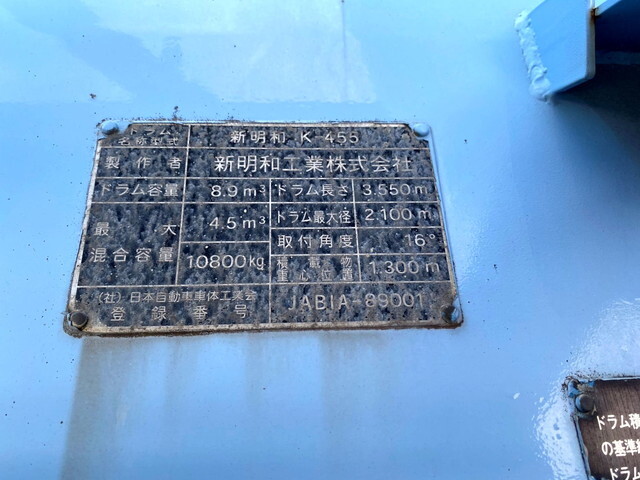 ドラム
名称型式 新明和 K 455
製作者 新明和工業株式会社
ドラム容量 8.9m³ ドラム長さ 3.550m
最大
混合容量 4.5m³ ドラム最大径 2.100m
取付角度 16°
10800kg 積載物
重心位置 1.300m
(社)日本自動車車体工業会
登録番号 JABIA-89001
ドラム積
の基準
ドラム